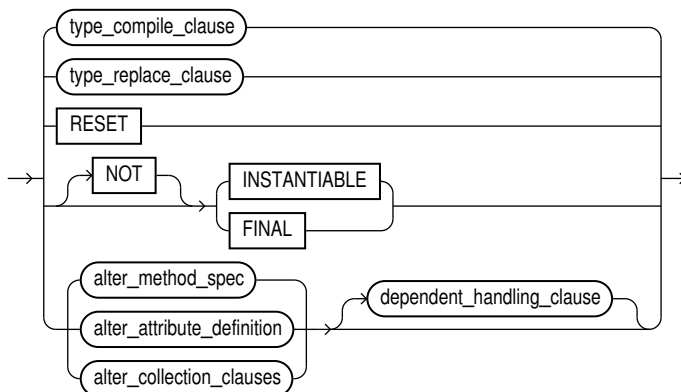 type_compile_clause
type_replace_clause
RESET
NOT
INSTANTIABLE
FINAL
alter_method_spec
dependent_handling_clause
alter_attribute_definition
alter_collection_clauses